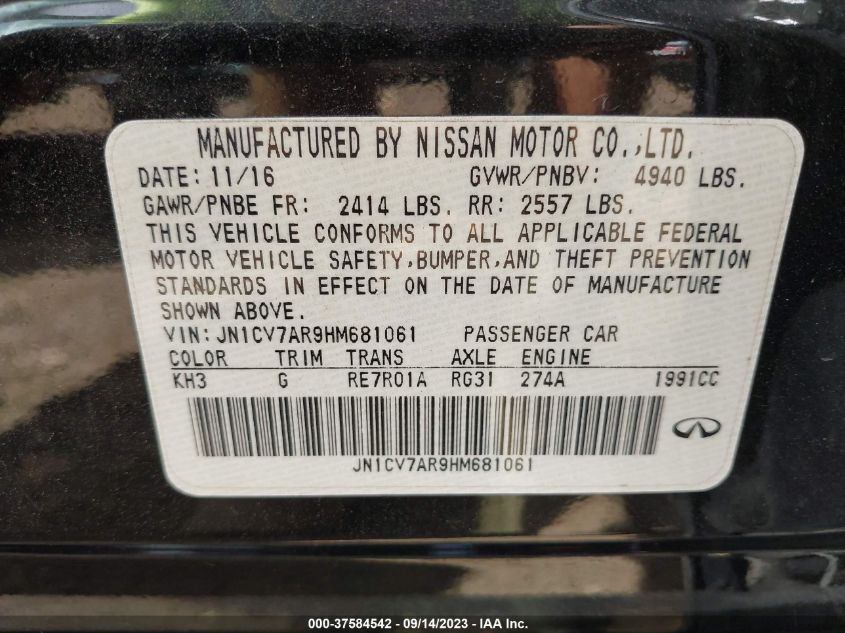 MANUFACTURED BY NISSAN MOTOR CO.,LTD.
DATE: 11/16 GVWR/PNBV: 4940 LBS.
GAWR/PNBE FR: 2414 LBS. RR: 2557 LBS.
THIS VEHICLE CONFORMS TO ALL APPLICABLE FEDERAL
MOTOR VEHICLE SAFETY,BUMPER,AND THEFT PREVENTION
STANDARDS IN EFFECT ON THE DATE OF MANUFACTURE
SHOWN ABOVE.
VIN:JN1CV7AR9HM681061 PASSENGER CAR
COLOR TRIM TRANS AXLE ENGINE
KH3 G RE7R01A RG31 274A 1991CC
JN1CV7AR9HM681061
000-37584542 - 09/14/2023 - IAA Inc.